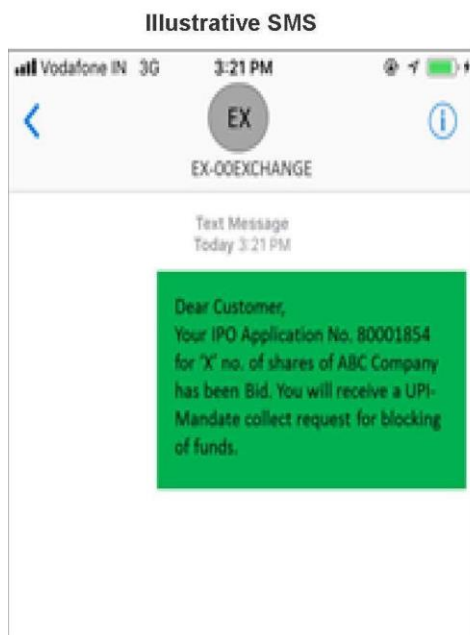 Illustrative SMS
Vodafone IN 3G 3:21 PM
EX
EX-00EXCHANGE
Text Message
Today 3:21 PM
Dear Customer,
Your IPO Application No. 80001854
for 'X' no. of shares of ABC Company
has been Bid. You will receive a UPI-
Mandate collect request for blocking
of funds.